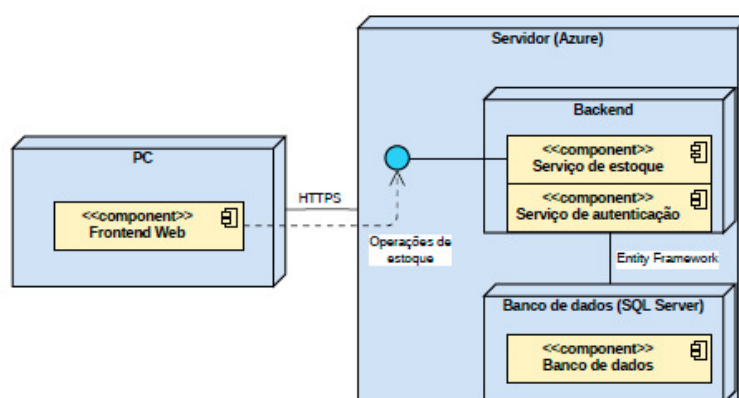 Servidor (Azure)
Backend
PC
<<component>>
Serviço de estoque
<<component>>
Frontend Web
HTTPS
<<component>>
Serviço de autenticação
Operações de
estoque
Entity Framework
Banco de dados (SQL Server)
<<component>>
Banco de dados